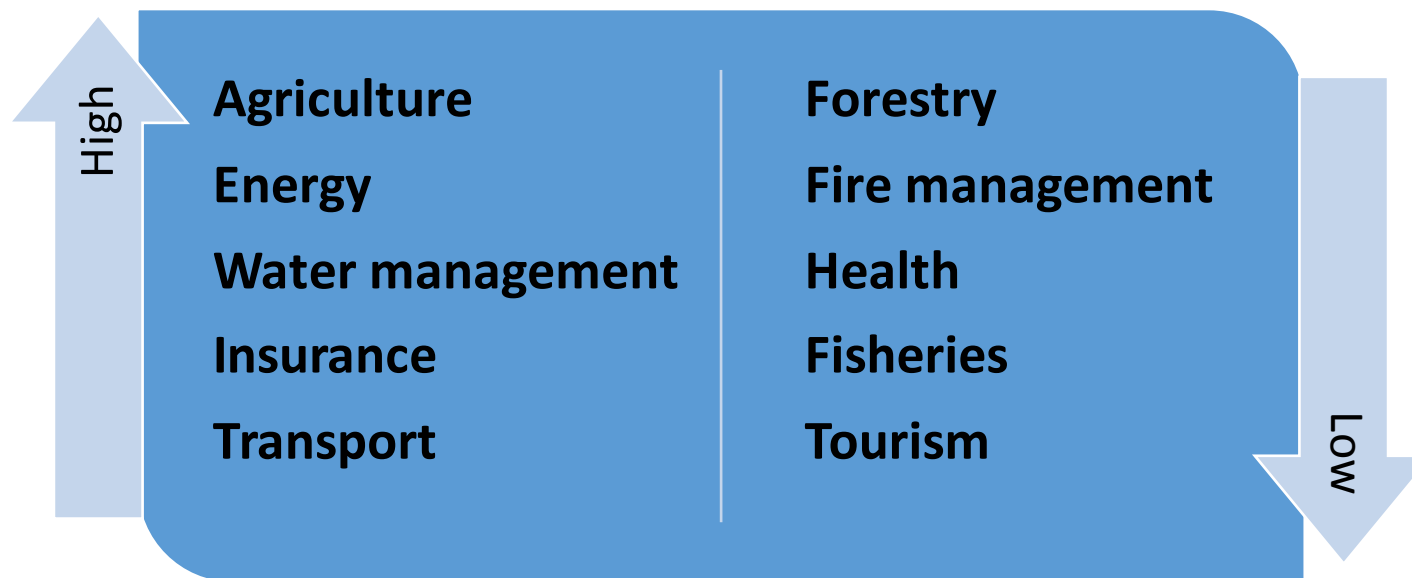 High
Agriculture
Energy
Water management
Insurance
Transport
Forestry
Fire management
Health
Fisheries
Tourism
Low